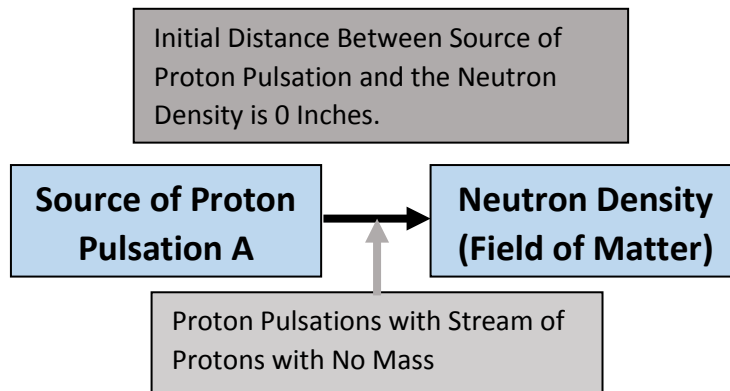 Initial Distance Between Source of
Proton Pulsation and the Neutron
Density is 0 Inches.
Source of Proton
Pulsation A
Neutron Density
(Field of Matter)
Proton Pulsations with Stream of
Protons with No Mass